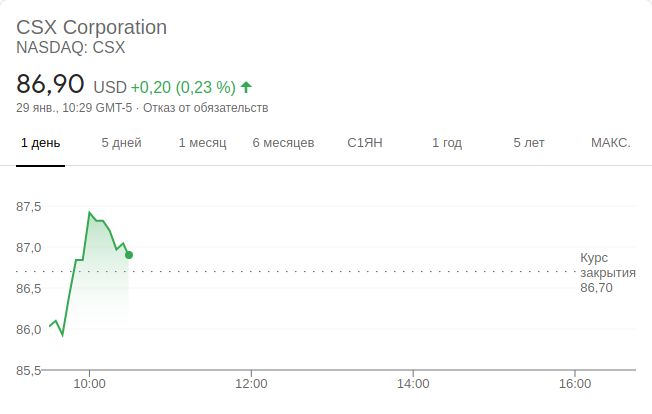 CSX Corporation
NASDAQ: CSX
86,90 USD +0,20 (0,23 %)
29 янв., 10:29 GMT-5 · Отказ от обязательств
1 день 5 дней 1 месяц 6 месяцев С1ЯН 1 год 5 лет МАКС.
87,5
87,0
Курс
закрытия
86,5
86,70
86,0
85,5
10:00 12:00 14:00 16:00